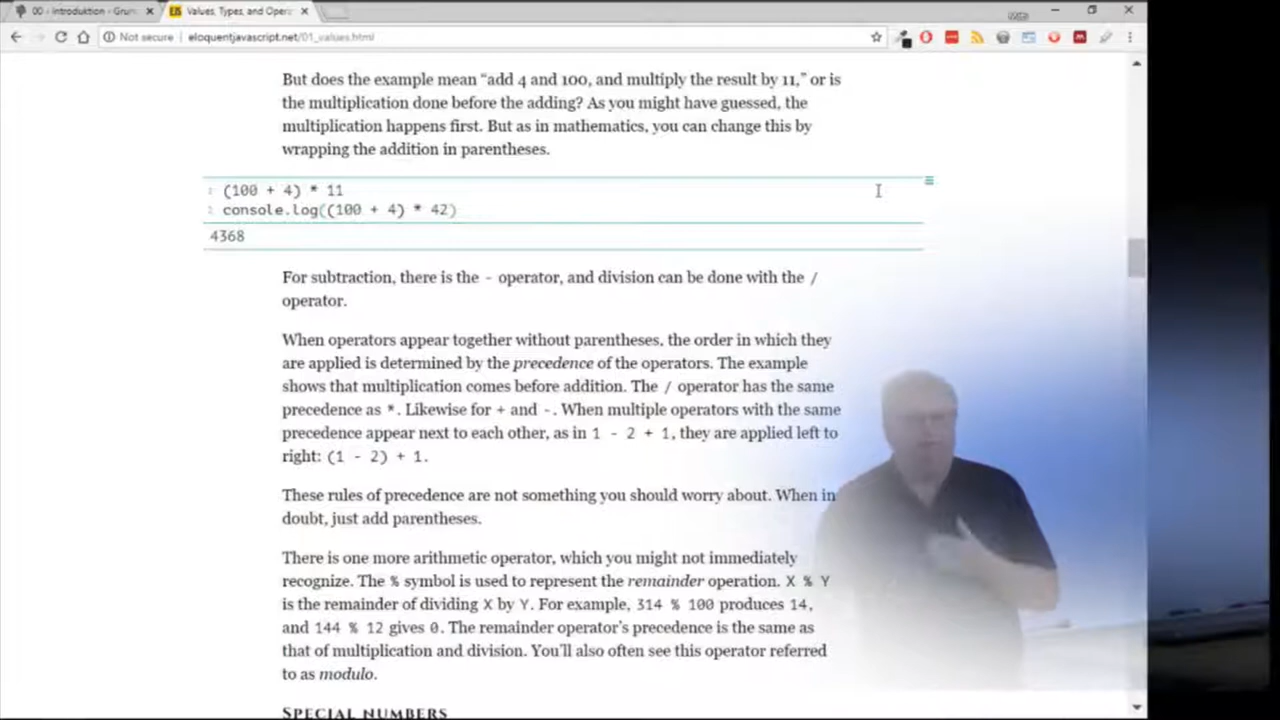 00 - Introduktion - Grun
Values, Types, and Opera
Not secure
eloquentjavascript.net/01_values.html
But does the example mean “add 4 and 100, and multiply the result by 11,” or is
the multiplication done before the adding? As you might have guessed, the
multiplication happens first. But as in mathematics, you can change this by
wrapping the addition in parentheses.
1 (100 + 4) * 11
2 console.log((100 + 4) * 42)
4368
For subtraction, there is the - operator, and division can be done with the /
operator.
When operators appear together without parentheses, the order in which they
are applied is determined by the precedence of the operators. The example
shows that multiplication comes before addition. The / operator has the same
precedence as *. Likewise for + and -. When multiple operators with the same
precedence appear next to each other, as in 1 - 2 + 1, they are applied left to
right: (1 - 2) + 1.
These rules of precedence are not something you should worry about. When in
doubt, just add parentheses.
There is one more arithmetic operator, which you might not immediately
recognize. The % symbol is used to represent the remainder operation. X % Y
is the remainder of dividing X by Y. For example, 314 % 100 produces 14,
and 144 % 12 gives 0. The remainder operator’s precedence is the same as
that of multiplication and division. You’ll also often see this operator referred
to as modulo.
SPECIAL NUMBERS